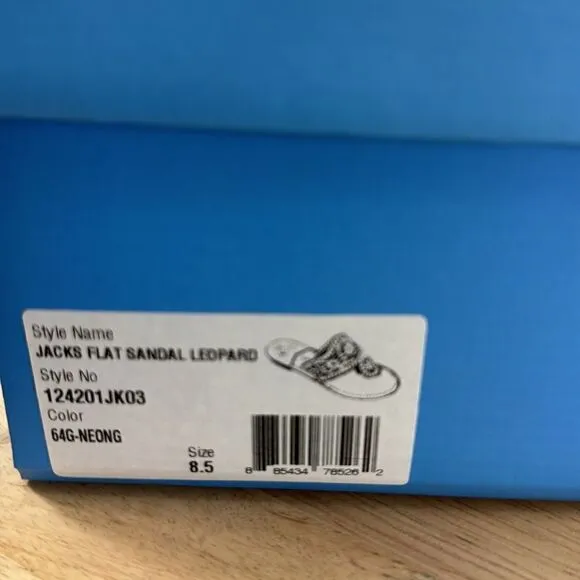 Style Name
JACKS FLAT SANDAL LEOPARD
Style No
124201JK03
Color
64G-NEONG
Size
8.5
8 85434 78526 2